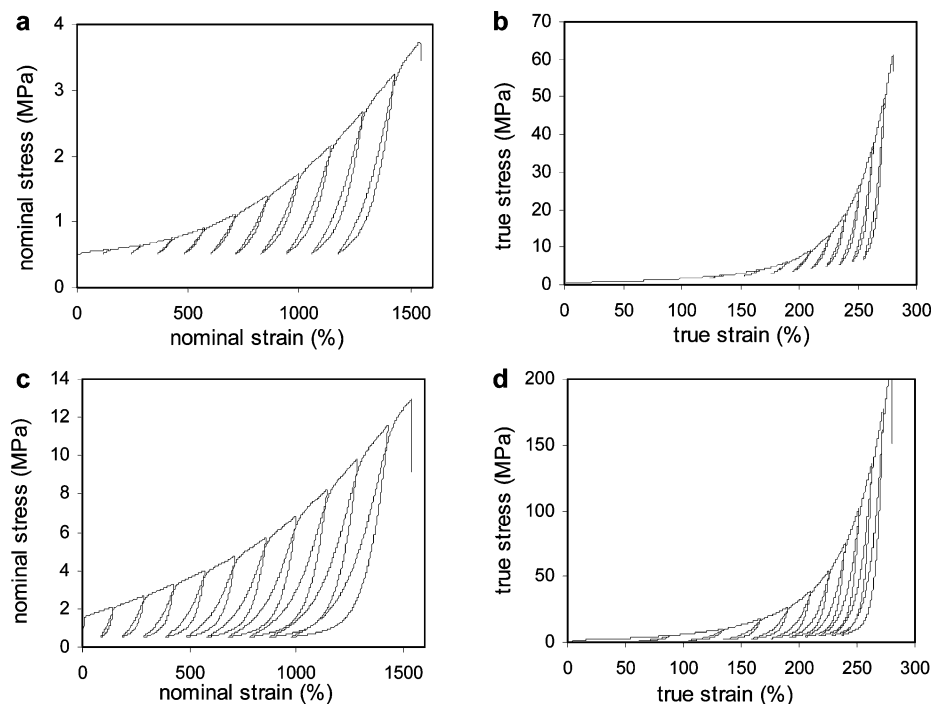 a
nominal stress (MPa)
4
3
2
1
0
0 500 1000 1500
nominal strain (%)
b
true stress (MPa)
70
60
50
40
30
20
10
0
0 50 100 150 200 250 300
true strain (%)
c
nominal stress (MPa)
14
12
10
8
6
4
2
0
0 500 1000 1500
nominal strain (%)
d
true stress (MPa)
200
150
100
50
0
0 50 100 150 200 250 300
true strain (%)